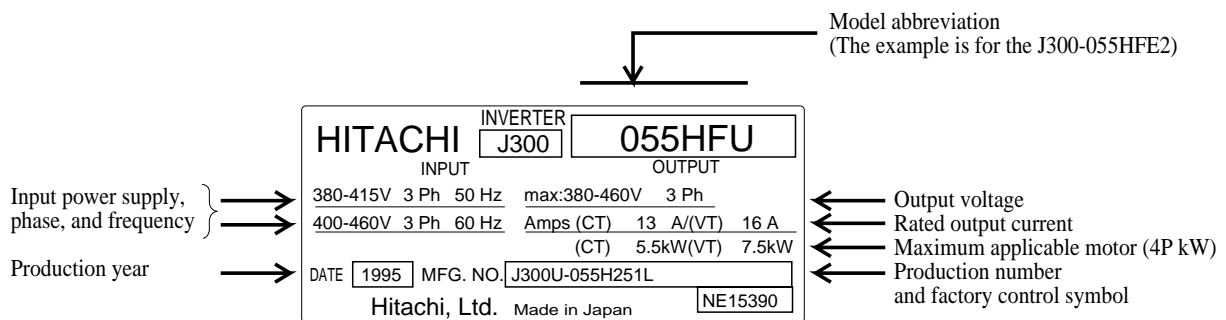 Model abbreviation
(The example is for the J300-055HFE2)
HITACHI INVERTER J300 055HFU
INPUT OUTPUT
Input power supply,
phase, and frequency
380-415V 3 Ph 50 Hz max:380-460V 3 Ph
Output voltage
400-460V 3 Ph 60 Hz Amps (CT) 13 A/(VT) 16 A
Rated output current
(CT) 5.5kW(VT) 7.5kW
Maximum applicable motor (4P kW)
Production year
DATE 1995 MFG. NO. J300U-055H251L
Production number
and factory control symbol
Hitachi, Ltd. Made in Japan NE15390